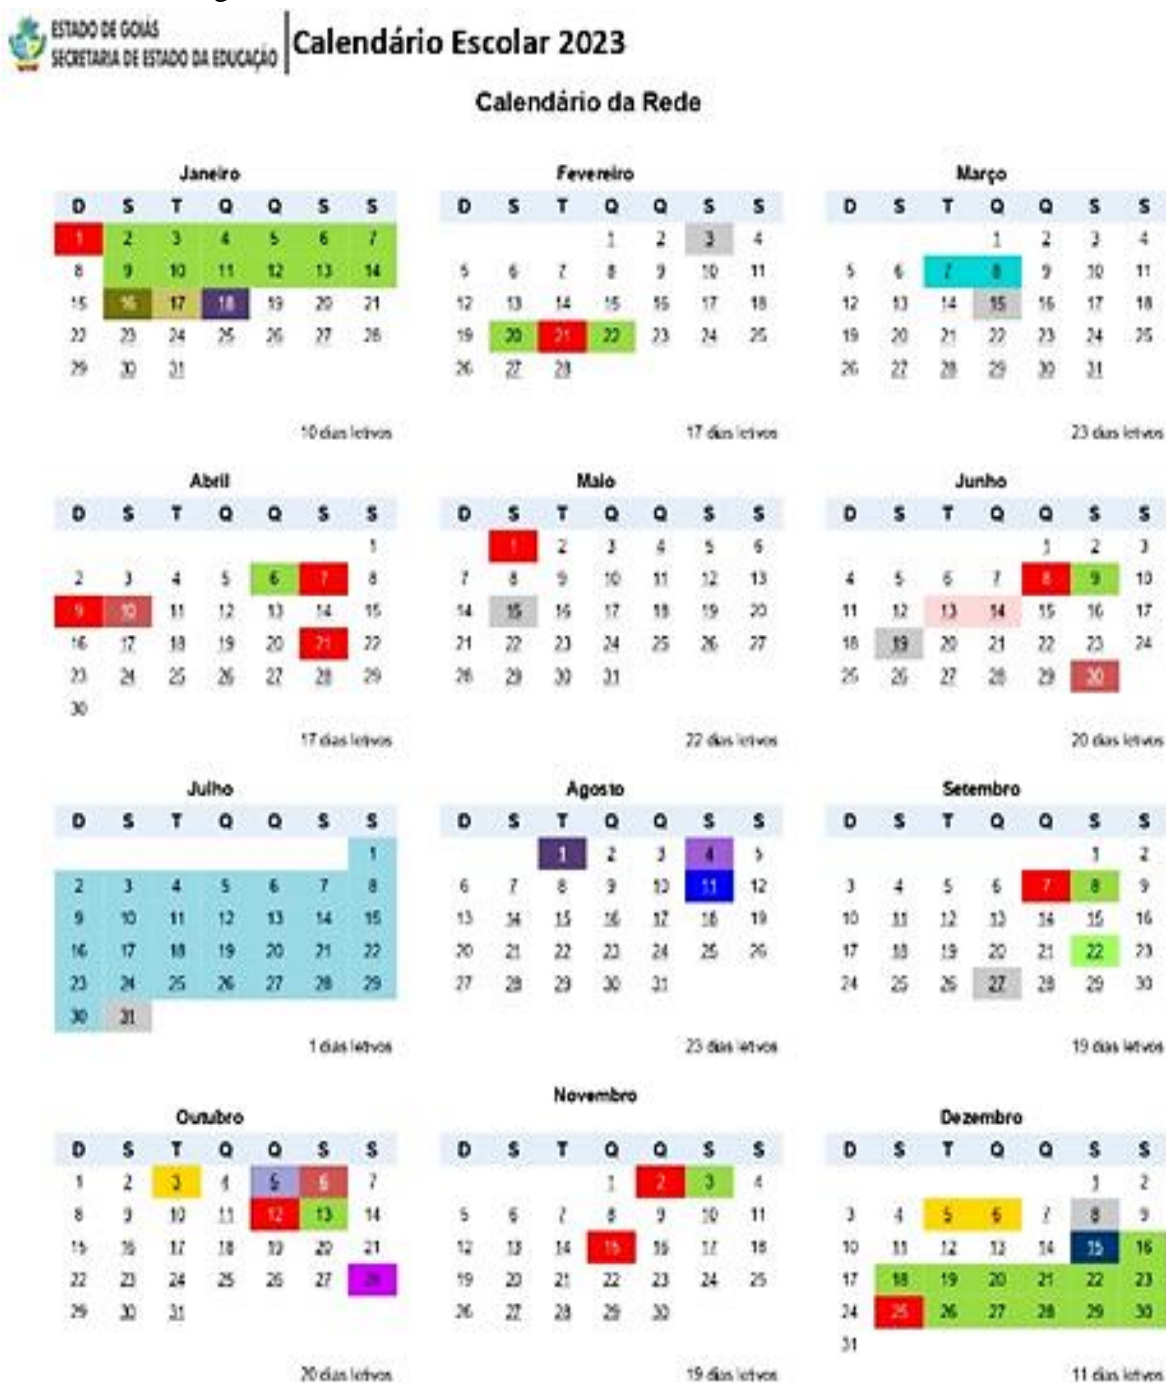 ESTADO DE GOIÁS
SECRETARIA DE ESTADO DA EDUCAÇÃO
Calendário Escolar 2023
Calendário da Rede
Janeiro
D S T Q Q S S
1 2 3 4 5 6 7
8 9 10 11 12 13 14
15 16 17 18 19 20 21
22 23 24 25 26 27 28
29 30 31
10 dias letivos
Fevereiro
D S T Q Q S S
1 2 3 4
5 6 7 8 9 10 11
12 13 14 15 16 17 18
19 20 21 22 23 24 25
26 27 28
17 dias letivos
Março
D S T Q Q S S
1 2 3 4
5 6 7 8 9 10 11
12 13 14 15 16 17 18
19 20 21 22 23 24 25
26 27 28 29 30 31
23 dias letivos
Abril
D S T Q Q S S
1
2 3 4 5 6 7 8
9 10 11 12 13 14 15
16 17 18 19 20 21 22
23 24 25 26 27 28 29
30
17 dias letivos
Maio
D S T Q Q S S
1 2 3 4 5 6
7 8 9 10 11 12 13
14 15 16 17 18 19 20
21 22 23 24 25 26 27
28 29 30 31
22 dias letivos
Junho
D S T Q Q S S
1 2 3
4 5 6 7 8 9 10
11 12 13 14 15 16 17
18 19 20 21 22 23 24
25 26 27 28 29 30
20 dias letivos
Julho
D S T Q Q S S
1
2 3 4 5 6 7 8
9 10 11 12 13 14 15
16 17 18 19 20 21 22
23 24 25 26 27 28 29
30 31
1 dias letivos
Agosto
D S T Q Q S S
1 2 3 4 5
6 7 8 9 10 11 12
13 14 15 16 17 18 19
20 21 22 23 24 25 26
27 28 29 30 31
23 dias letivos
Setembro
D S T Q Q S S
1 2
3 4 5 6 7 8 9
10 11 12 13 14 15 16
17 18 19 20 21 22 23
24 25 26 27 28 29 30
19 dias letivos
Outubro
D S T Q Q S S
1 2 3 4 5 6 7
8 9 10 11 12 13 14
15 16 17 18 19 20 21
22 23 24 25 26 27 28
29 30 31
20 dias letivos
Novembro
D S T Q Q S S
1 2 3 4
5 6 7 8 9 10 11
12 13 14 15 16 17 18
19 20 21 22 23 24 25
26 27 28 29 30
19 dias letivos
Dezembro
D S T Q Q S S
1 2
3 4 5 6 7 8 9
10 11 12 13 14 15 16
17 18 19 20 21 22 23
24 25 26 27 28 29 30
31
11 dias letivos